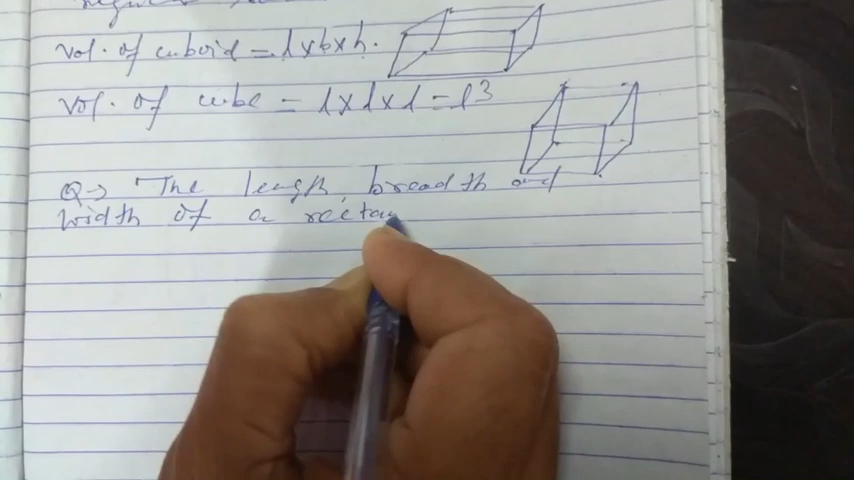 Vol. of cuboid = l x b x h.
Vol. of cube = l x l x l = l3
Q→ The length, breadth and
width of a rectan